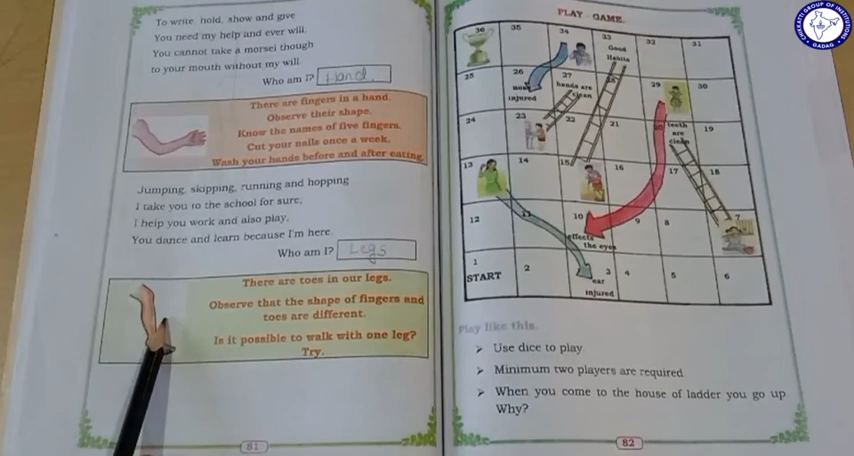 To write, hold, show and give
You need my help and ever will.
You cannot take a morsel though
to your mouth without my will.
Who am I? Hand.
There are fingers in a hand.
Observe their shape.
Know the names of five fingers.
Cut your nails once a week.
Wash your hands before and after eating.
Jumping, skipping, running and hopping
I take you to the school for sure,
I help you work and also play,
You dance and learn because I'm here.
Who am I? Legs
There are toes in our legs.
Observe that the shape of fingers and
toes are different.
Is it possible to walk with one leg?
Try.
81
PLAY GAME.
36 35 34 33 32 31
Good
Habits
25 26 27 29 30
nose
injured
hands are
clean
24 23 22 21 20 19
teeth
are
clean
13 14 15 16 17 18
12 11 10 9 8 7
effects
the eyes
1 2 3 4 5 6
START
ear
injured
Play like this.
➢ Use dice to play
➢ Minimum two players are required
➢ When you come to the house of ladder you go up.
Why?
82
CHIKKATTI GROUP OF INSTITUTIONS
GADAG